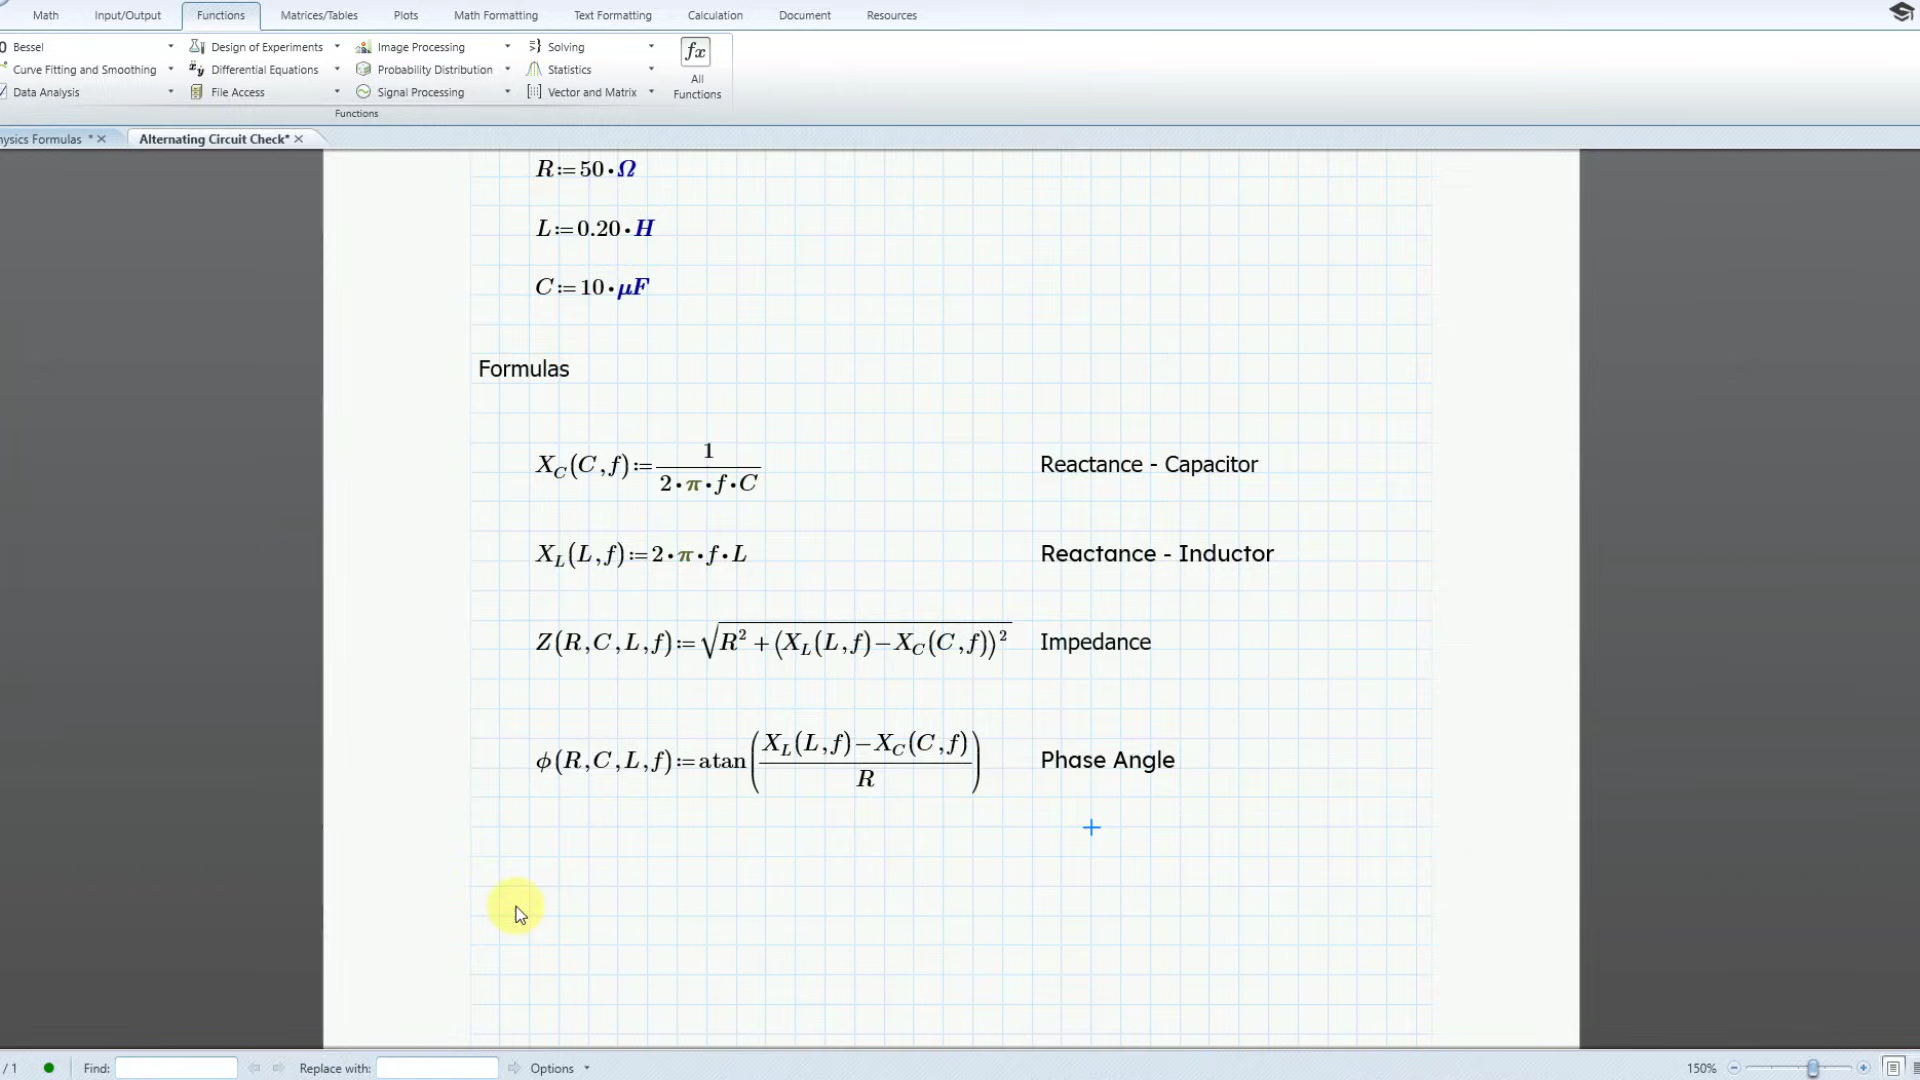 Math Input/Output Functions Matrices/Tables Plots Math Formatting Text Formatting Calculation Document Resources
Bessel Design of Experiments Image Processing Solving
Curve Fitting and Smoothing Differential Equations Probability Distribution Statistics
Data Analysis File Access Signal Processing Vector and Matrix
fx All Functions
Functions
ysics Formulas * Alternating Circuit Check*
R:=50·Ω
L:=0.20·H
C:=10·μF
Formulas
X_C(C,f):=1/(2·π·f·C) Reactance - Capacitor
X_L(L,f):=2·π·f·L Reactance - Inductor
Z(R,C,L,f):=√(R²+(X_L(L,f)−X_C(C,f))²) Impedance
ϕ(R,C,L,f):=atan((X_L(L,f)−X_C(C,f))/R) Phase Angle
/ 1 Find: Replace with: Options 150%